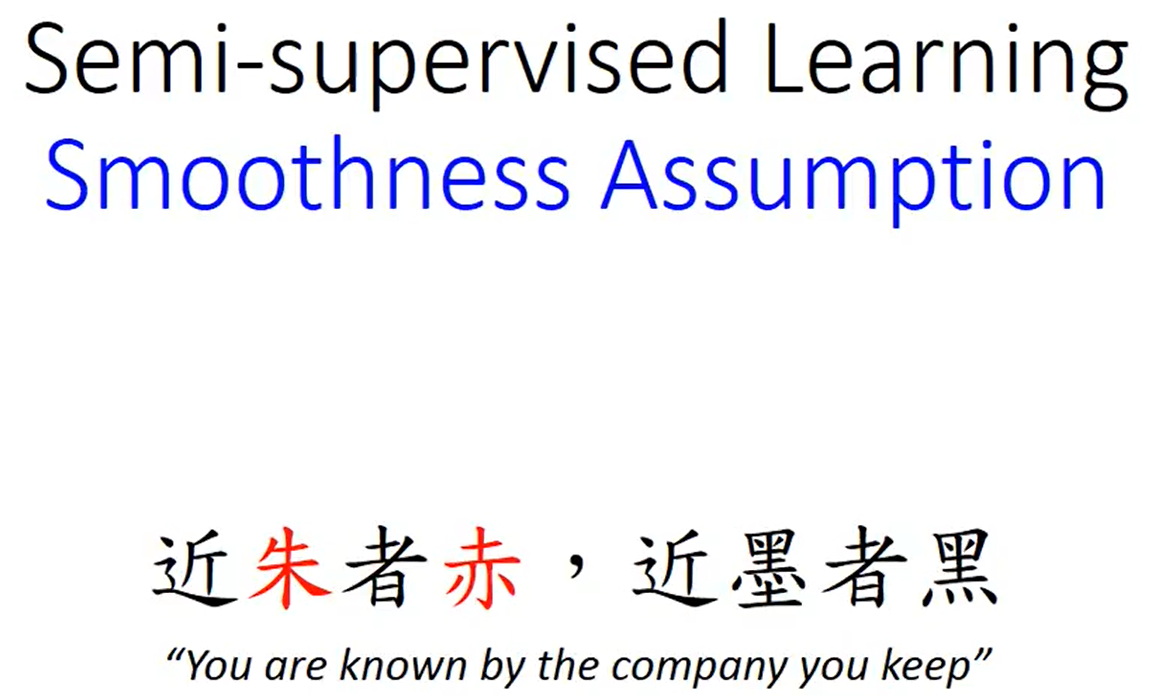 Semi-supervised Learning
Smoothness Assumption
近朱者赤，近墨者黑
“You are known by the company you keep”